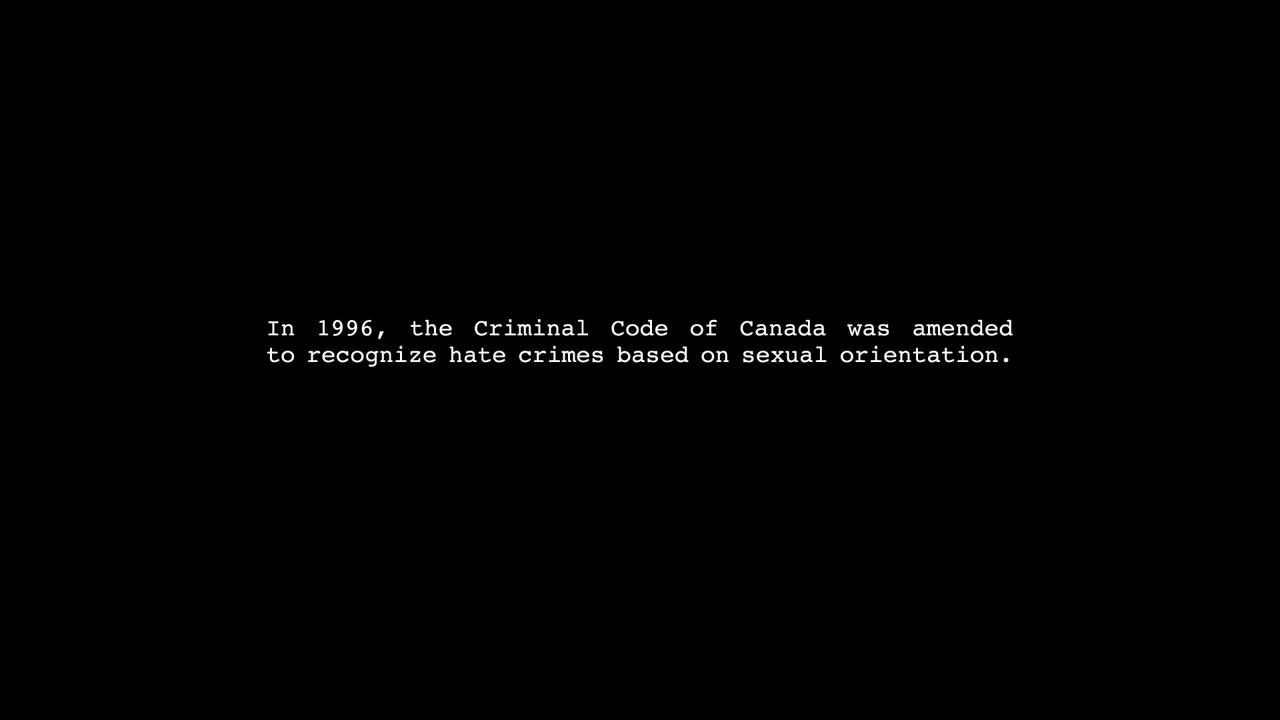 In 1996, the Criminal Code of Canada was amended
to recognize hate crimes based on sexual orientation.